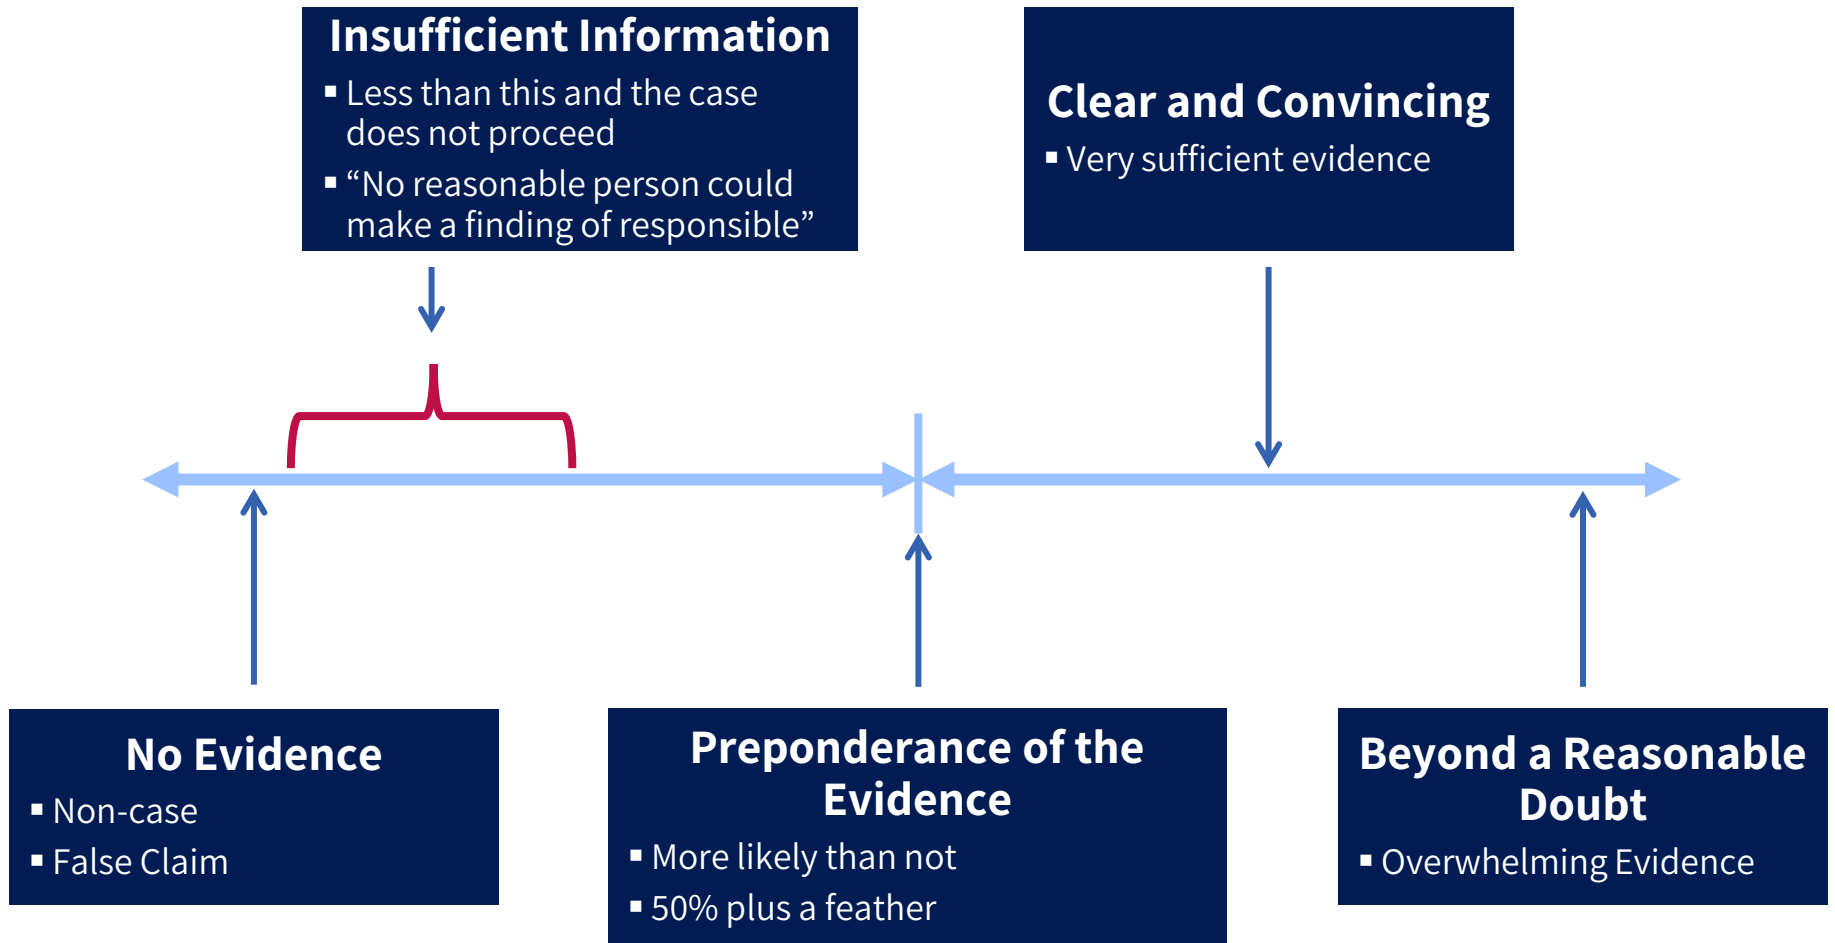 Insufficient Information
▪ Less than this and the case
does not proceed
▪ “No reasonable person could
make a finding of responsible”
Clear and Convincing
▪ Very sufficient evidence
No Evidence
▪ Non-case
▪ False Claim
Preponderance of the
Evidence
▪ More likely than not
▪ 50% plus a feather
Beyond a Reasonable
Doubt
▪ Overwhelming Evidence